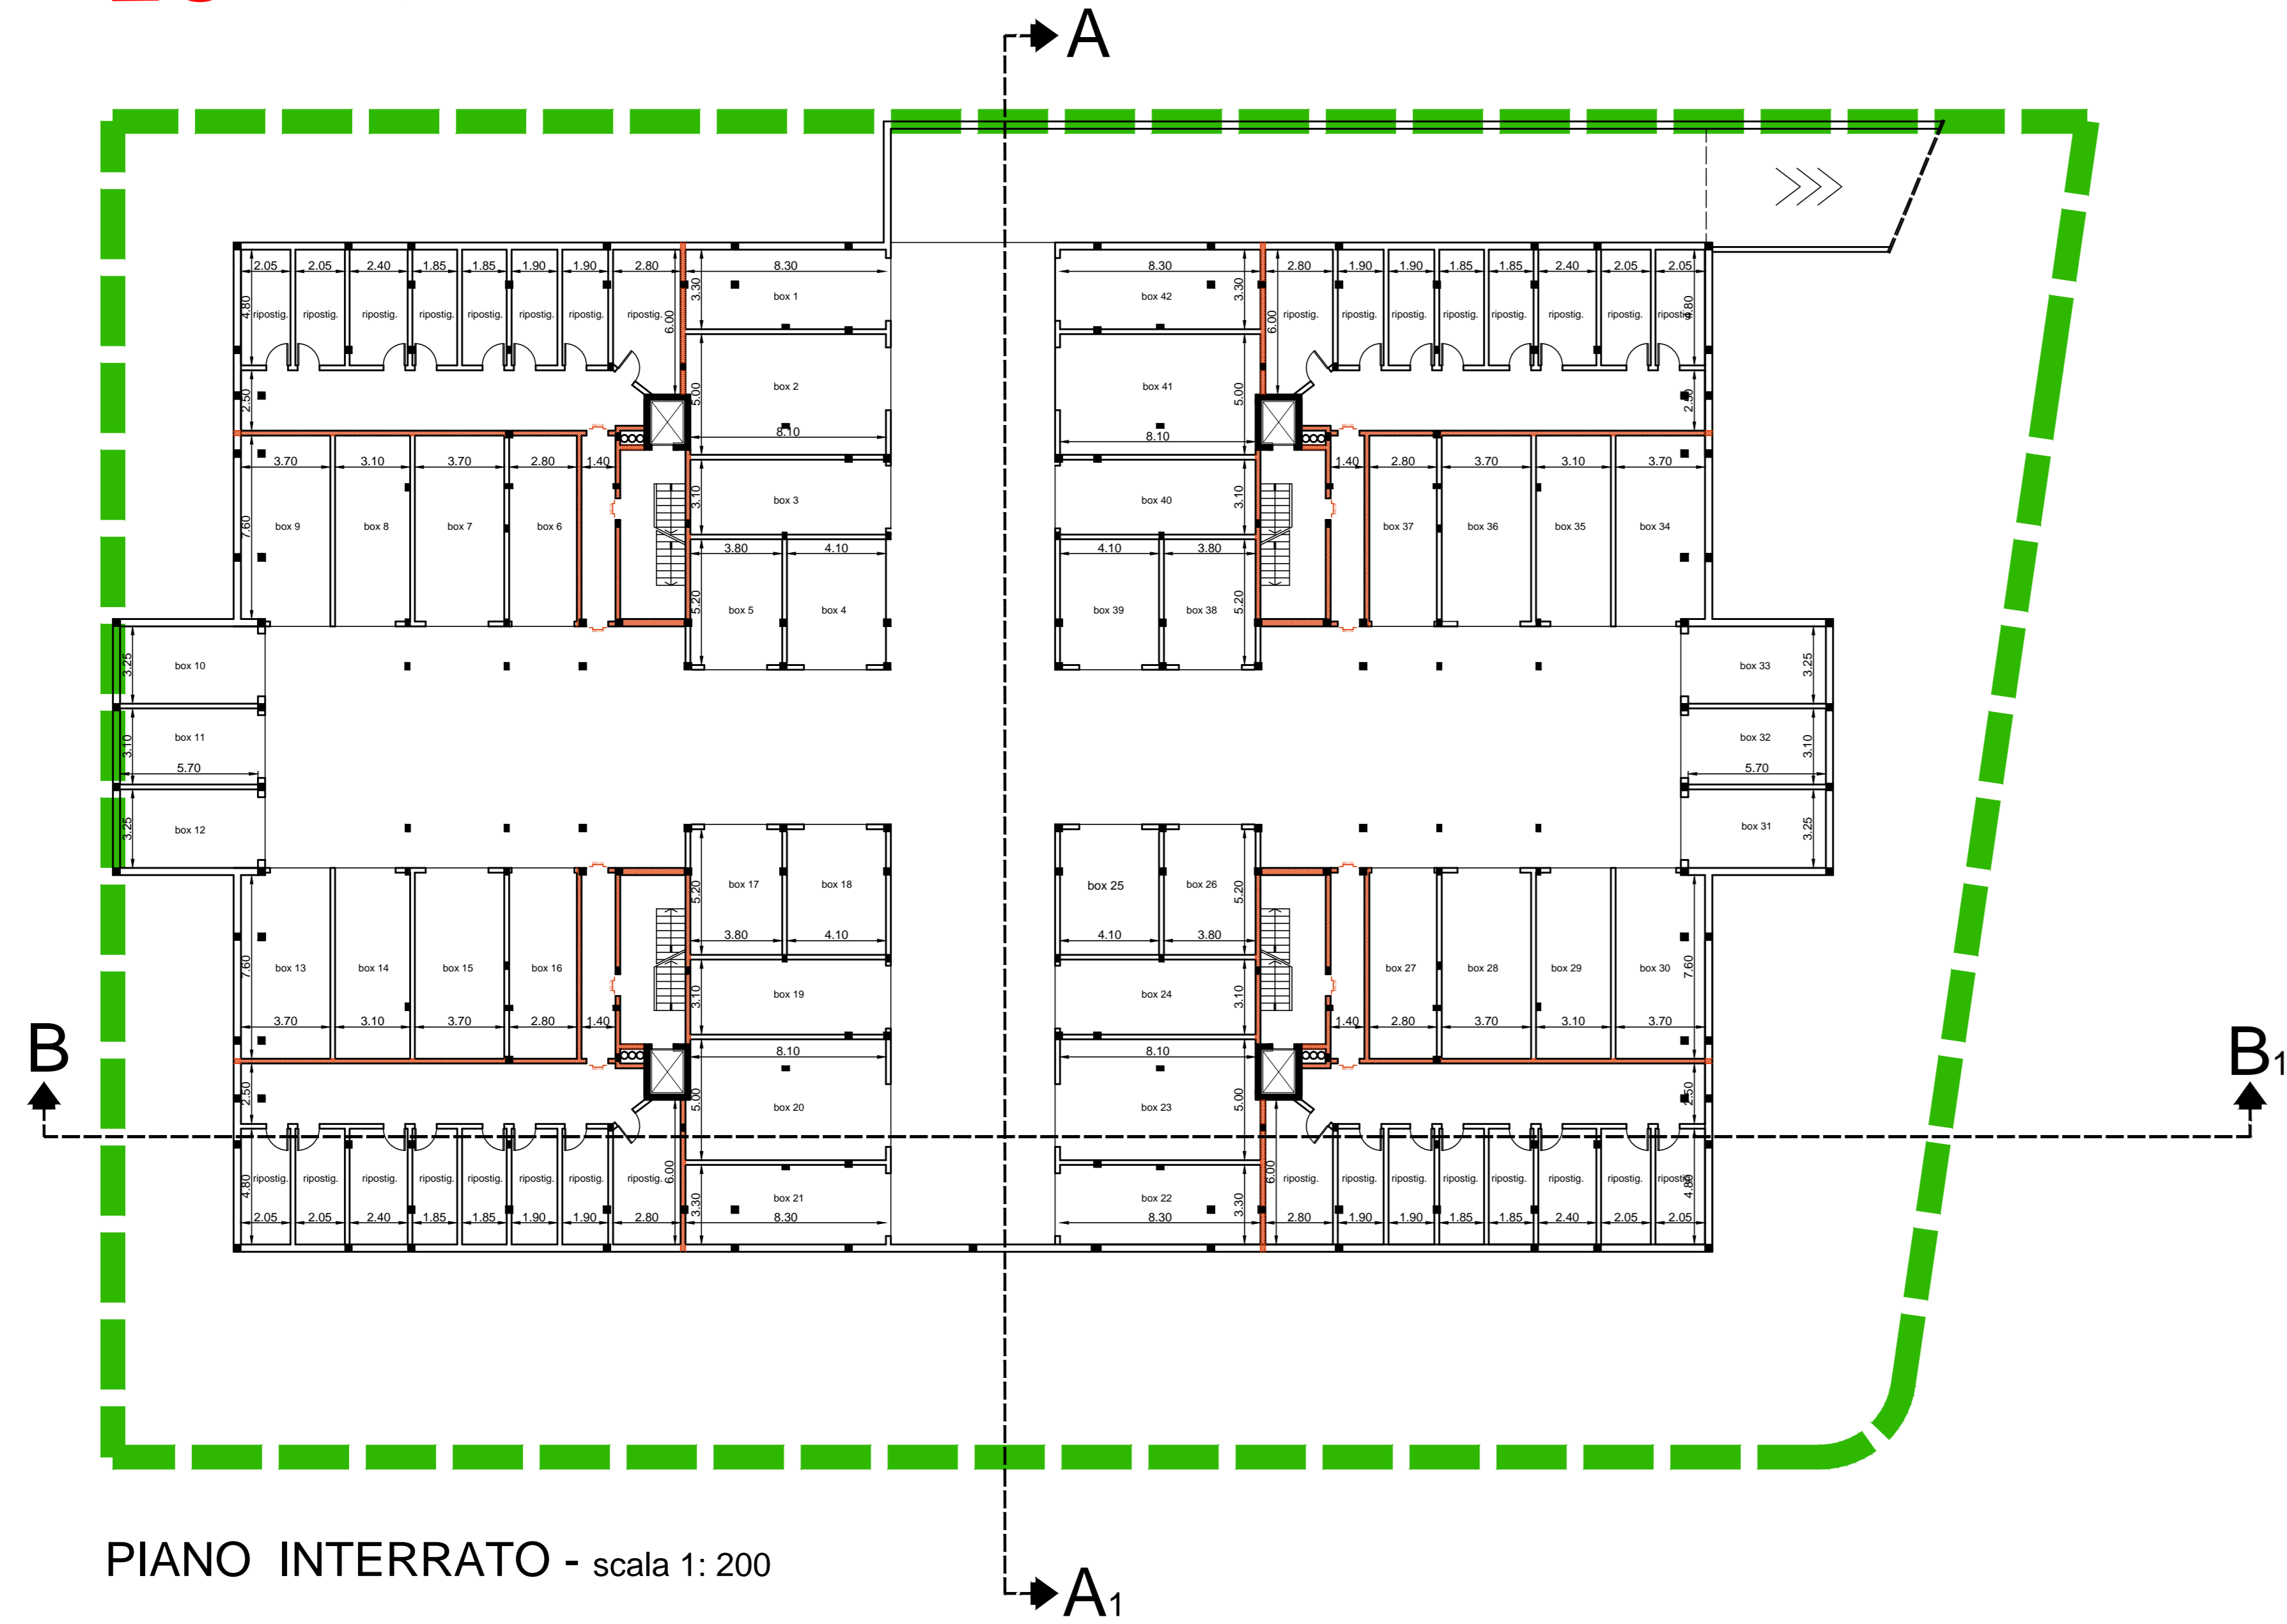 A
2.05 2.05 2.40 1.85 1.85 1.90 1.90 2.80 8.30 8.30 2.80 1.90 1.90 1.85 1.85 2.40 2.05 2.05
4.80 6.00 3.30 3.30 6.00 4.80
box 1 box 42
ripostig. ripostig. ripostig. ripostig. ripostig. ripostig. ripostig. ripostig. ripostig. ripostig. ripostig. ripostig. ripostig. ripostig. ripostig. ripostig.
2.50 5.00 5.00 2.50
box 2 box 41
8.10 8.10
3.70 3.10 3.70 2.80 1.40 1.40 2.80 3.70 3.10 3.70
3.10 box 3 box 40 3.10
7.60 box 9 box 8 box 7 box 6 box 37 box 36 box 35 box 34
3.80 4.10 4.10 3.80
5.20 box 5 box 4 box 39 box 38 5.20
3.25 box 10 box 33 3.25
3.10 box 11 box 32 3.10
5.70 5.70
3.25 box 12 box 31 3.25
5.20 box 17 box 18 box 25 box 26 5.20
3.80 4.10 4.10 3.80
7.60 box 13 box 14 box 15 box 16 box 27 box 28 box 29 box 30 7.60
3.10 box 19 box 24 3.10
3.70 3.10 3.70 2.80 1.40 1.40 2.80 3.70 3.10 3.70
B B1
8.10 8.10
2.50 5.00 box 20 box 23 5.00 2.50
ripostig. ripostig. ripostig. ripostig. ripostig. ripostig. ripostig. ripostig. ripostig. ripostig. ripostig. ripostig. ripostig. ripostig. ripostig. ripostig.
4.80 6.00 3.30 box 21 box 22 3.30 6.00 4.80
2.05 2.05 2.40 1.85 1.85 1.90 1.90 2.80 8.30 8.30 2.80 1.90 1.90 1.85 1.85 2.40 2.05 2.05
PIANO INTERRATO - scala 1: 200
A1